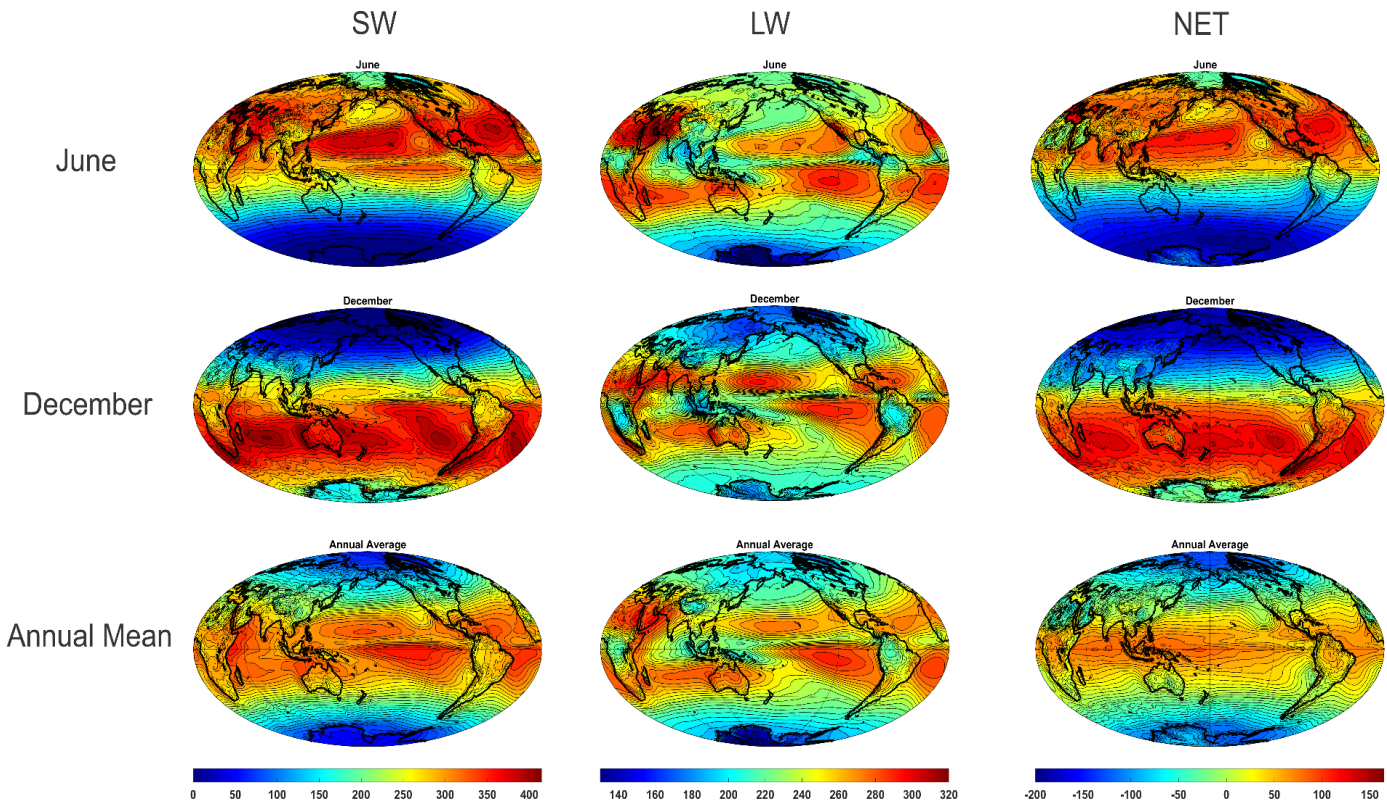 SW LW NET
June June June
June
December December December
December
Annual Average Annual Average Annual Average
Annual Mean
0 50 100 150 200 250 300 350 400 140 160 180 200 220 240 260 280 300 320 -200 -150 -100 -50 0 50 100 150